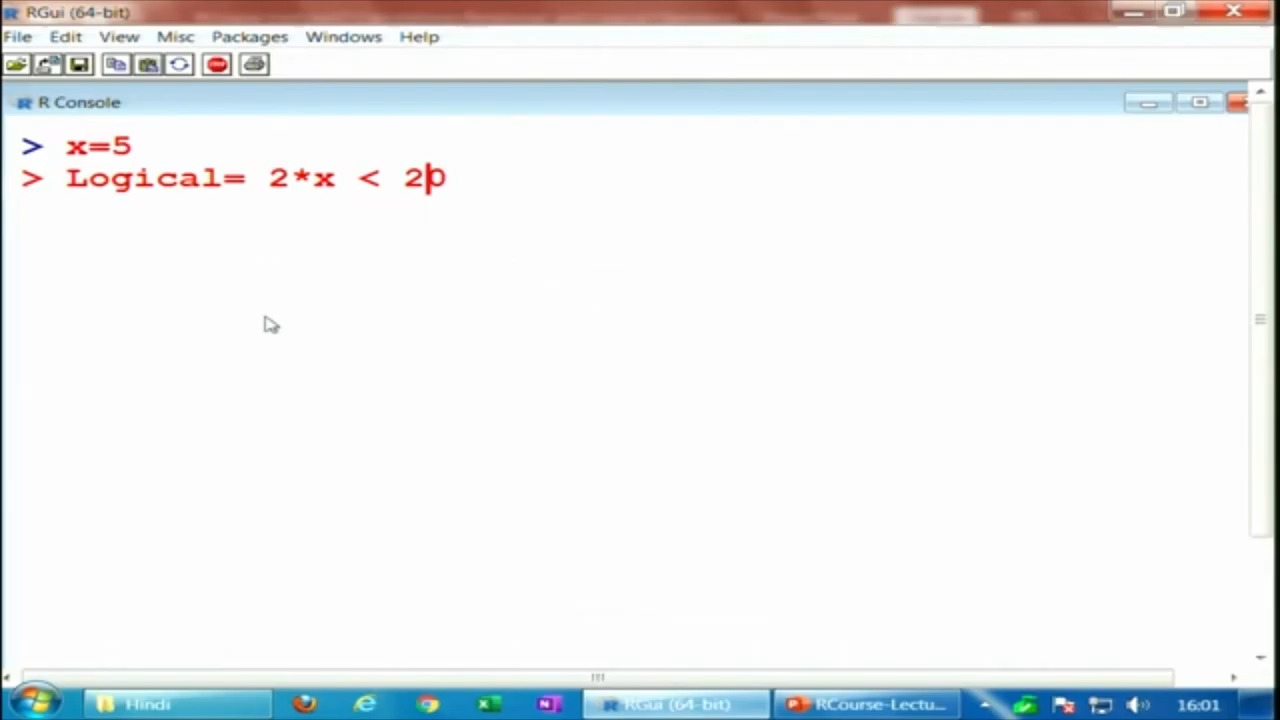 RGui (64-bit)
File Edit View Misc Packages Windows Help
R Console
> x=5
> Logical= 2*x < 20
Hindi
RGui (64-bit)
RCourse-Lectu...
16:01